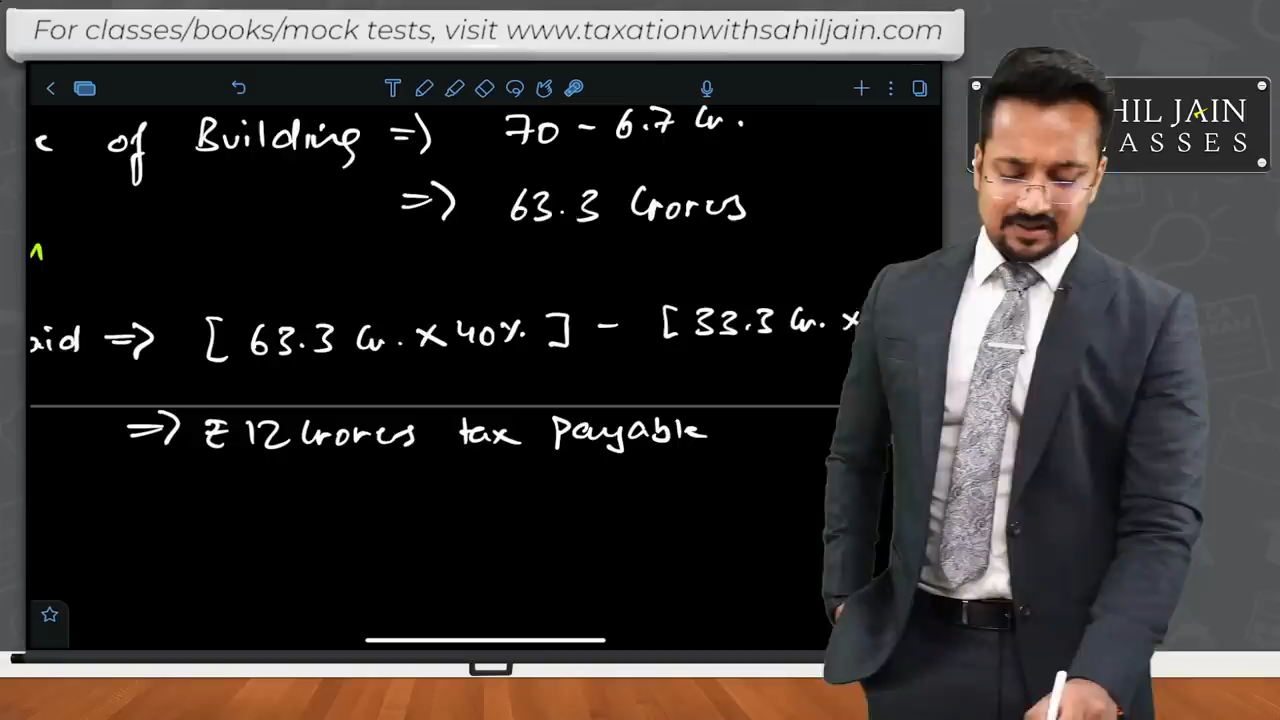 For classes/books/mock tests, visit www.taxationwithsahiljain.com
HIL JAIN
ASSES
of Building => 70 - 6.7 Cr.
=> 63.3 Crores
=> [ 63.3 Cr. x 40% ] - [ 33.3 Cr. x
=> ₹12 Crores tax payable